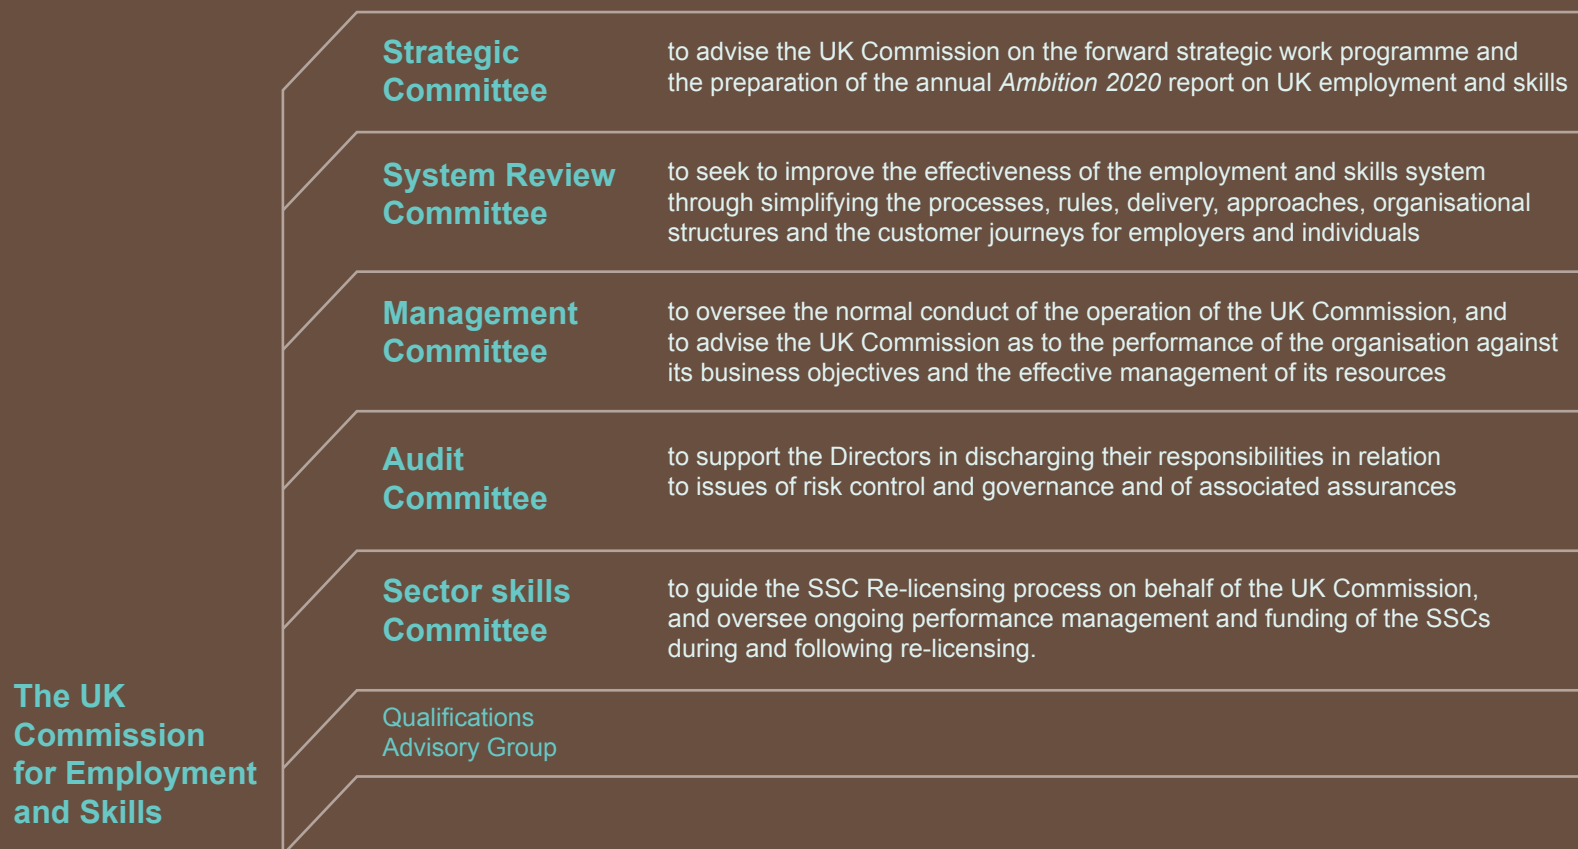 Strategic
Committee
to advise the UK Commission on the forward strategic work programme and
the preparation of the annual Ambition 2020 report on UK employment and skills
System Review
Committee
to seek to improve the effectiveness of the employment and skills system
through simplifying the processes, rules, delivery, approaches, organisational
structures and the customer journeys for employers and individuals
Management
Committee
to oversee the normal conduct of the operation of the UK Commission, and
to advise the UK Commission as to the performance of the organisation against
its business objectives and the effective management of its resources
Audit
Committee
to support the Directors in discharging their responsibilities in relation
to issues of risk control and governance and of associated assurances
Sector skills
Committee
to guide the SSC Re-licensing process on behalf of the UK Commission,
and oversee ongoing performance management and funding of the SSCs
during and following re-licensing.
The UK
Commission
for Employment
and Skills
Qualifications
Advisory Group